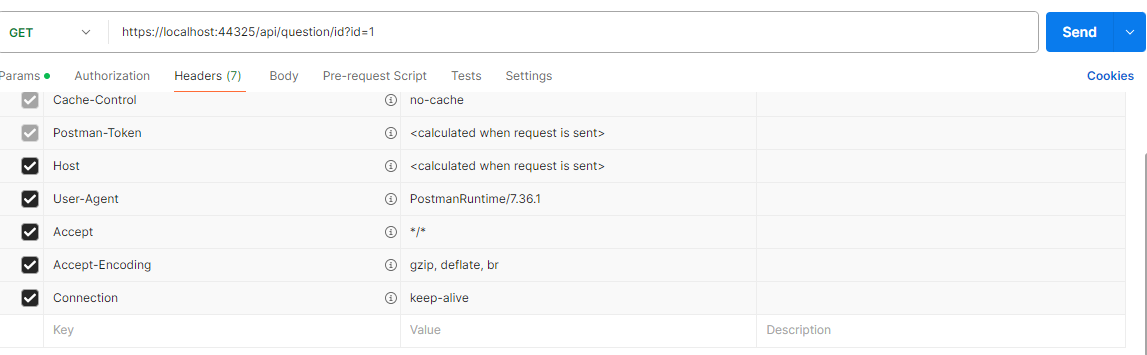 GET https://localhost:44325/api/question/id?id=1 Send
Params Authorization Headers (7) Body Pre-request Script Tests Settings Cookies
Cache-Control no-cache
Postman-Token <calculated when request is sent>
Host <calculated when request is sent>
User-Agent PostmanRuntime/7.36.1
Accept */*
Accept-Encoding gzip, deflate, br
Connection keep-alive
Key Value Description